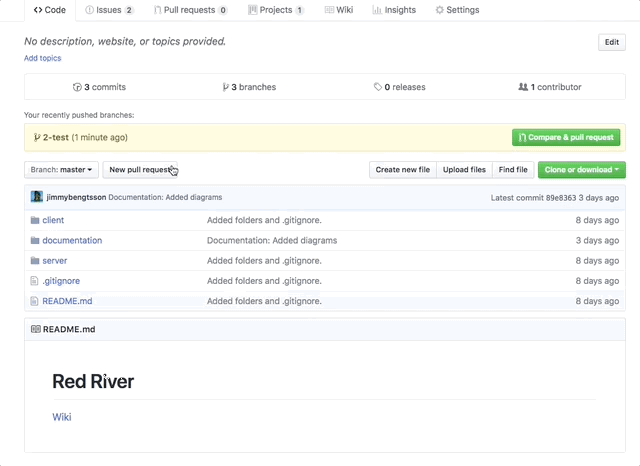 Code Issues 2 Pull requests 0 Projects 1 Wiki Insights Settings
No description, website, or topics provided. Edit
Add topics
3 commits 3 branches 0 releases 1 contributor
Your recently pushed branches:
2-test (1 minute ago) Compare & pull request
Branch: master New pull request Create new file Upload files Find file Clone or download
jimmybengtsson Documentation: Added diagrams Latest commit 89e8363 3 days ago
client Added folders and .gitignore. 8 days ago
documentation Documentation: Added diagrams 3 days ago
server Added folders and .gitignore. 8 days ago
.gitignore Added folders and .gitignore. 8 days ago
README.md Added folders and .gitignore. 8 days ago
README.md
Red River
Wiki